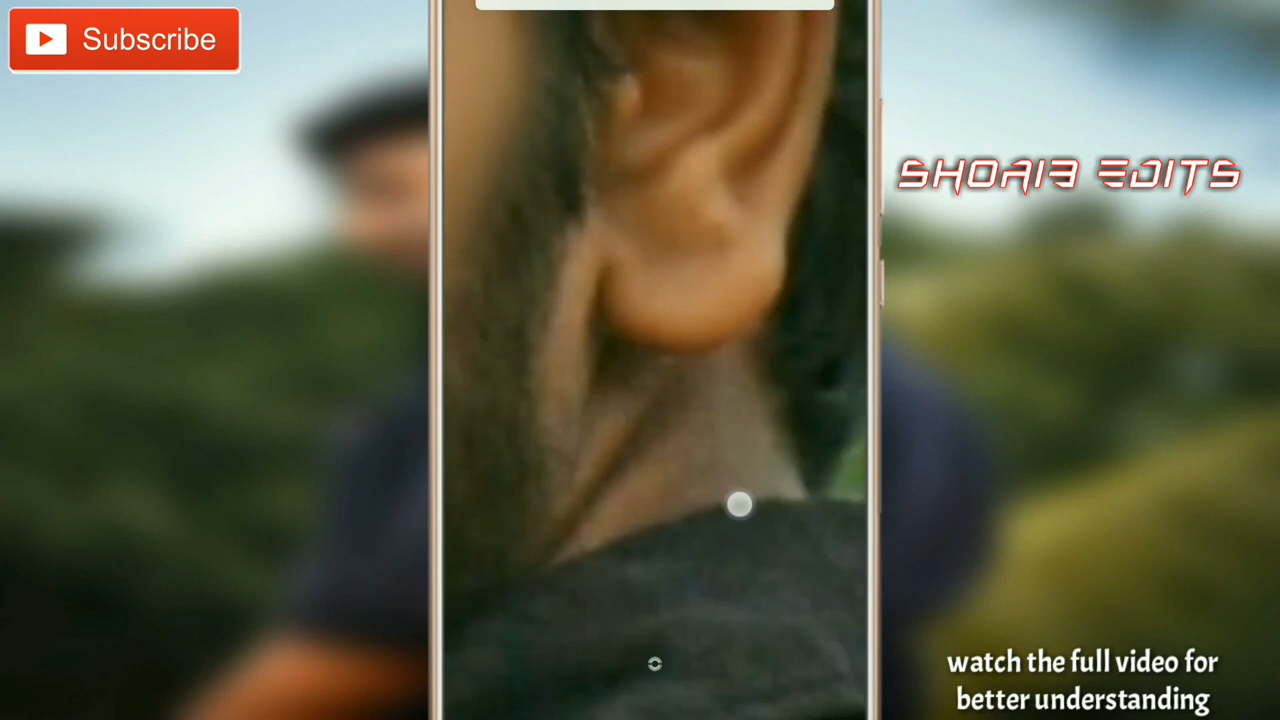 Subscribe
SHOAIB EDITS
watch the full video for
better understanding